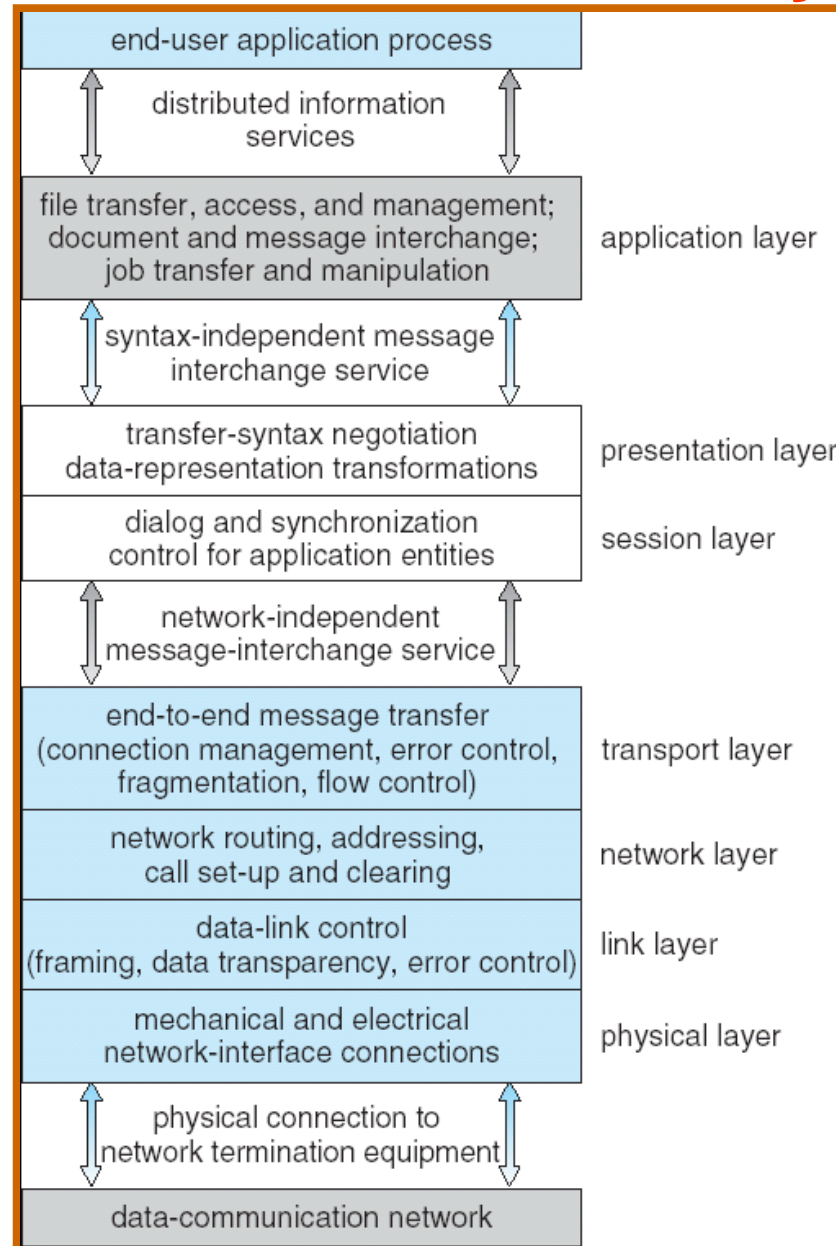 end-user application process
distributed information
services
file transfer, access, and management;
document and message interchange;
job transfer and manipulation
application layer
syntax-independent message
interchange service
transfer-syntax negotiation
data-representation transformations
presentation layer
dialog and synchronization
control for application entities
session layer
network-independent
message-interchange service
end-to-end message transfer
(connection management, error control,
fragmentation, flow control)
transport layer
network routing, addressing,
call set-up and clearing
network layer
data-link control
(framing, data transparency, error control)
link layer
mechanical and electrical
network-interface connections
physical layer
physical connection to
network termination equipment
data-communication network